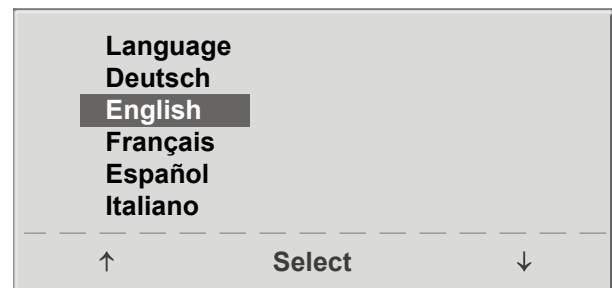 Language
Deutsch
English
Français
Español
Italiano
↑ Select ↓